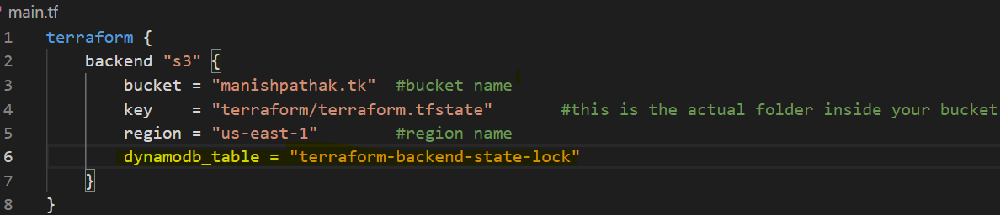 main.tf
1 terraform {
2 backend "s3" {
3 bucket = "manishpathak.tk" #bucket name
4 key = "terraform/terraform.tfstate" #this is the actual folder inside your bucket
5 region = "us-east-1" #region name
6 dynamodb_table = "terraform-backend-state-lock"
7 }
8 }